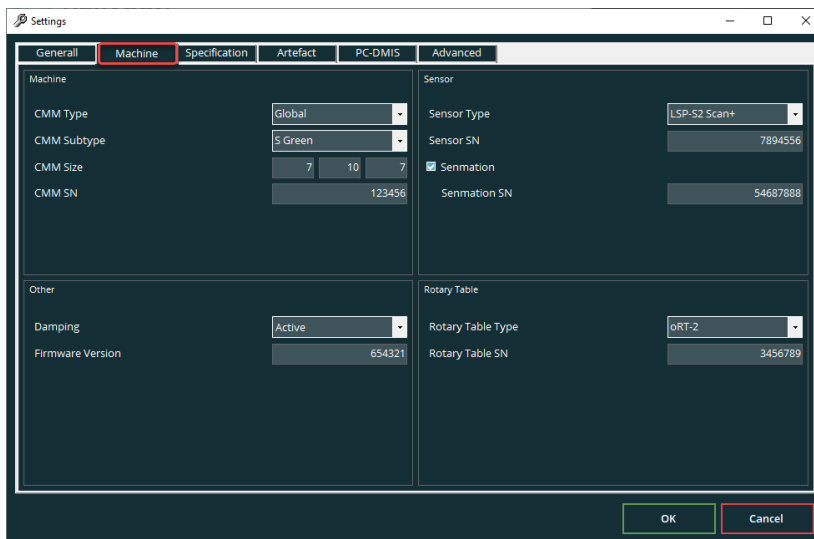 Settings
Generall Machine Specification Artefact PC-DMIS Advanced
Machine
CMM Type Global
CMM Subtype S Green
CMM Size 7 10 7
CMM SN 123456
Sensor
Sensor Type LSP-S2 Scan+
Sensor SN 7894556
Senmation
Senmation SN 54687888
Other
Damping Active
Firmware Version 654321
Rotary Table
Rotary Table Type oRT-2
Rotary Table SN 3456789
OK Cancel